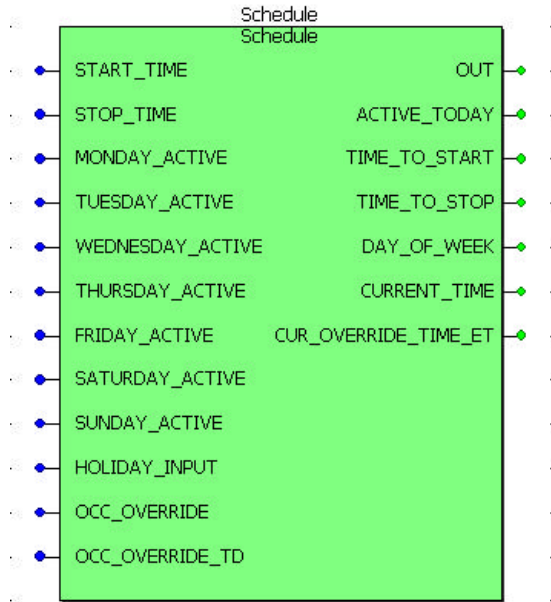 Schedule
Schedule
START_TIME OUT
STOP_TIME ACTIVE_TODAY
MONDAY_ACTIVE TIME_TO_START
TUESDAY_ACTIVE TIME_TO_STOP
WEDNESDAY_ACTIVE DAY_OF_WEEK
THURSDAY_ACTIVE CURRENT_TIME
FRIDAY_ACTIVE CUR_OVERRIDE_TIME_ET
SATURDAY_ACTIVE
SUNDAY_ACTIVE
HOLIDAY_INPUT
OCC_OVERRIDE
OCC_OVERRIDE_TD